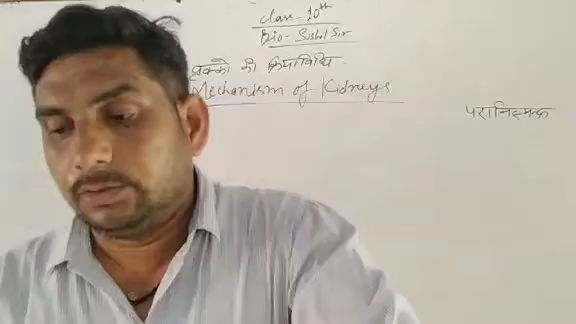 Class - 10th
Bio - Sushil Sir
वृक्कों की क्रियाविधि -
Mechanism of Kidneys
परानिस्यंदन